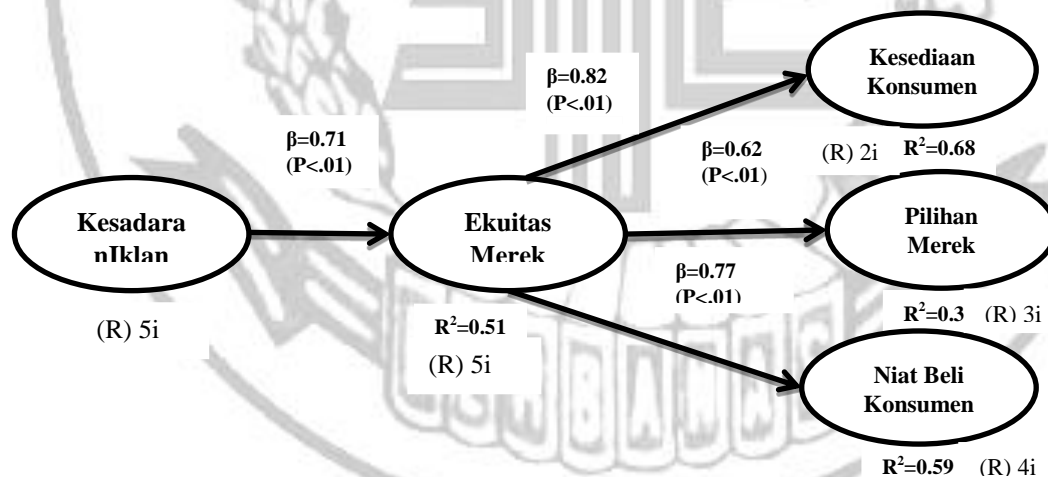 Kesediaan
Konsumen
β=0.82
(P<.01)
β=0.71
(P<.01)
β=0.62
(P<.01)
(R) 2i R²=0.68
Kesadara
nIklan
Ekuitas
Merek
Pilihan
Merek
β=0.77
(P<.01)
(R) 5i
R²=0.51
(R) 5i
R²=0.3 (R) 3i
Niat Beli
Konsumen
R²=0.59 (R) 4i